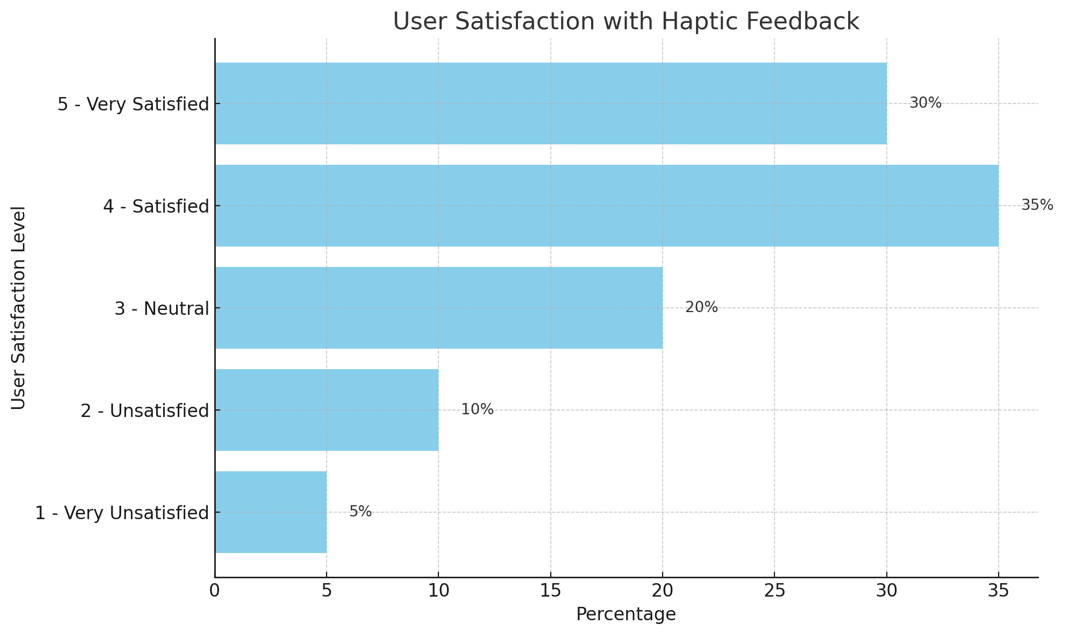 User Satisfaction with Haptic Feedback
5 - Very Satisfied
30%
4 - Satisfied
35%
3 - Neutral
20%
2 - Unsatisfied
10%
1 - Very Unsatisfied
5%
User Satisfaction Level
0 5 10 15 20 25 30 35
Percentage